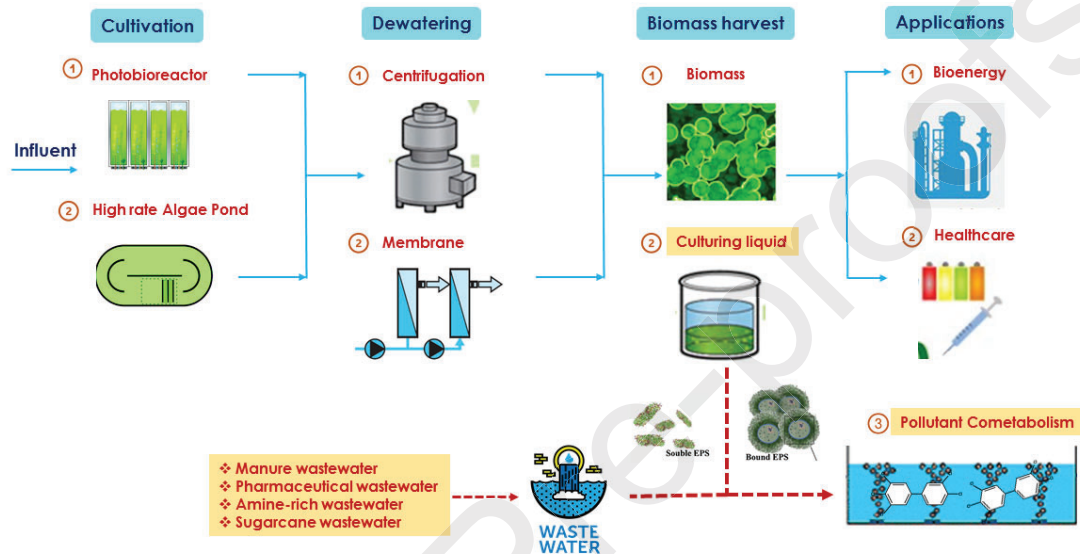 Cultivation
Dewatering
Biomass harvest
Applications
① Photobioreactor
① Centrifugation
① Biomass
① Bioenergy
Influent
② High rate Algae Pond
② Membrane
② Culturing liquid
② Healthcare
Souble EPS
Bound EPS
③ Pollutant Cometabolism
❖ Manure wastewater
❖ Pharmaceutical wastewater
❖ Amine-rich wastewater
❖ Sugarcane wastewater
WASTE
WATER
Pre-proofs